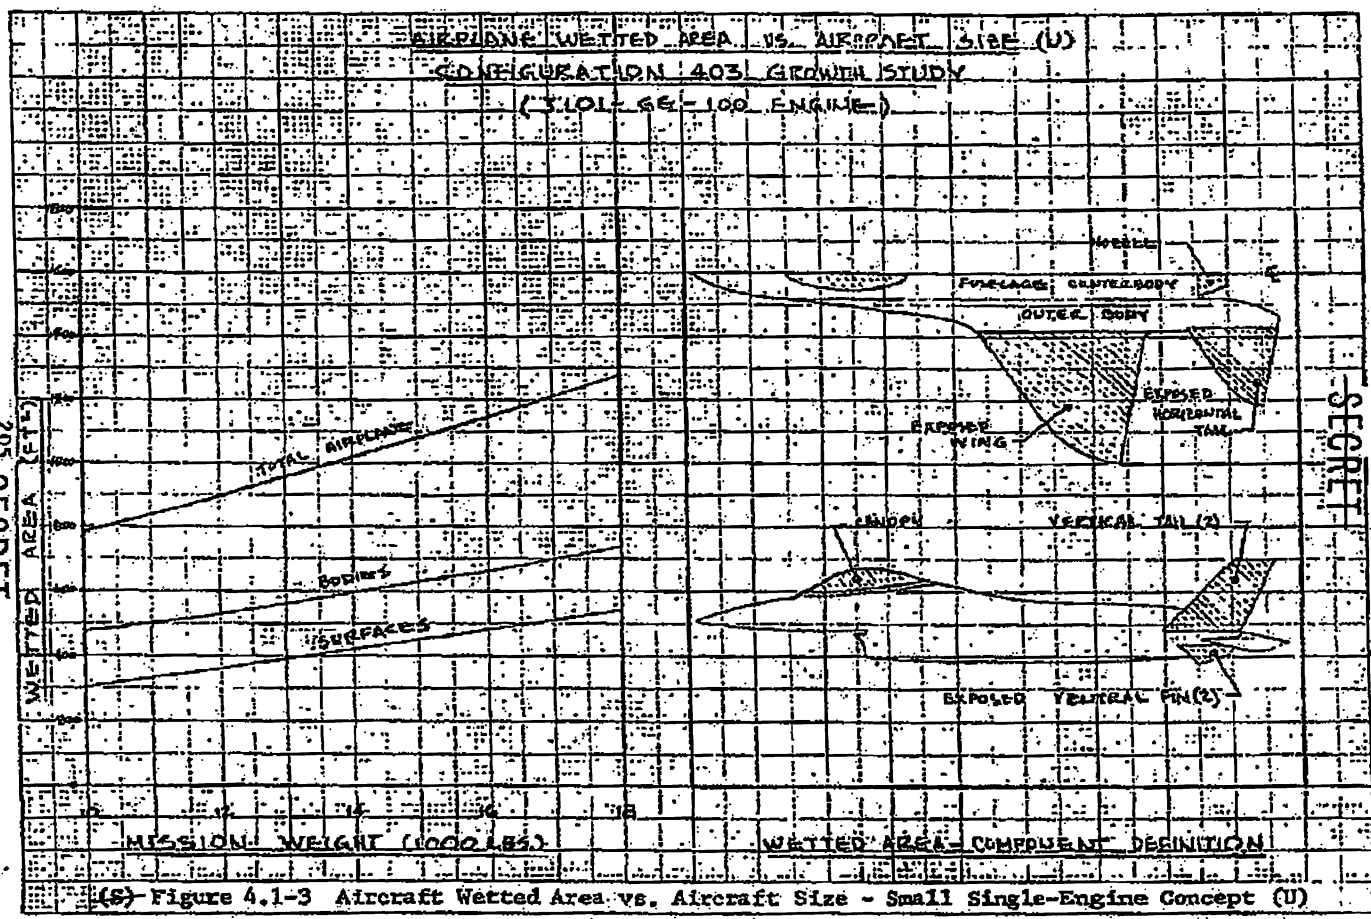 AIRPLANE WETTED AREA VS. AIRCRAFT SIZE (U)
CONFIGURATION 403 GROWTH STUDY
(J101-GE-100 ENGINE)
NOZZLE
FUSELAGE CENTERBODY
OUTER BODY
EXPOSED WING
EXPOSED HORIZONTAL TAIL
TOTAL AIRPLANE
BODIES
SURFACES
WETTED AREA (FT²)
CANOPY
VERTICAL TAIL (2)
EXPOSED VENTRAL FIN(2)
10 12 14 16 18
MISSION WEIGHT (1000 LBS.)
WETTED AREA - COMPONENT DEFINITION
SECRET
(S) Figure 4.1-3 Aircraft Wetted Area vs. Aircraft Size - Small Single-Engine Concept (U)